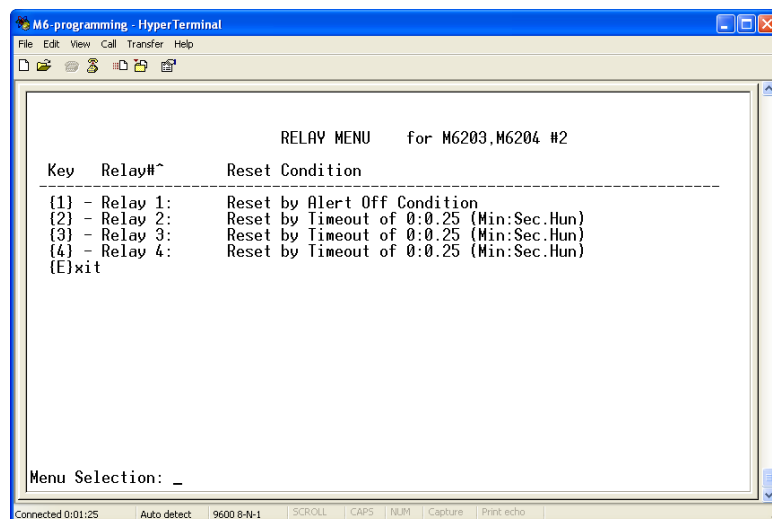 M6-programming - HyperTerminal
File Edit View Call Transfer Help
RELAY MENU for M6203,M6204 #2
Key Relay#^ Reset Condition
{1} - Relay 1: Reset by Alert Off Condition
{2} - Relay 2: Reset by Timeout of 0:0.25 (Min:Sec.Hun)
{3} - Relay 3: Reset by Timeout of 0:0.25 (Min:Sec.Hun)
{4} - Relay 4: Reset by Timeout of 0:0.25 (Min:Sec.Hun)
{E}xit
Menu Selection: _
Connected 0:01:25 Auto detect 9600 8-N-1 SCROLL CAPS NUM Capture Print echo